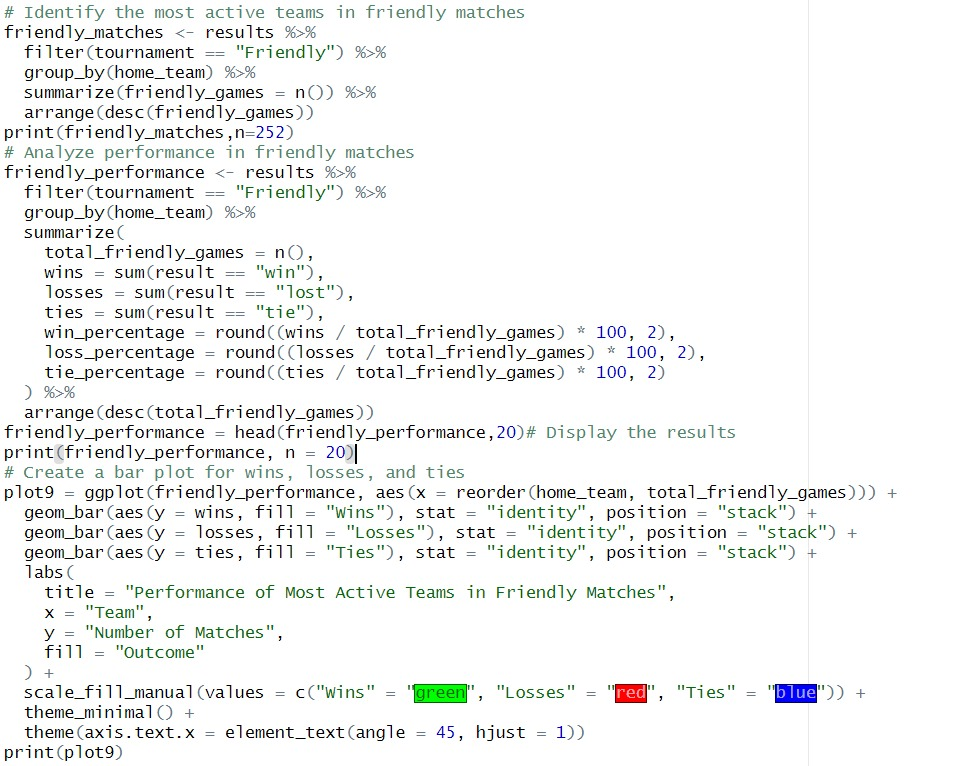 # Identify the most active teams in friendly matches
friendly_matches <- results %>%
  filter(tournament == "Friendly") %>%
  group_by(home_team) %>%
  summarize(friendly_games = n()) %>%
  arrange(desc(friendly_games))
print(friendly_matches,n=252)
# Analyze performance in friendly matches
friendly_performance <- results %>%
  filter(tournament == "Friendly") %>%
  group_by(home_team) %>%
  summarize(
    total_friendly_games = n(),
    wins = sum(result == "win"),
    losses = sum(result == "lost"),
    ties = sum(result == "tie"),
    win_percentage = round((wins / total_friendly_games) * 100, 2),
    loss_percentage = round((losses / total_friendly_games) * 100, 2),
    tie_percentage = round((ties / total_friendly_games) * 100, 2)
  ) %>%
  arrange(desc(total_friendly_games))
friendly_performance = head(friendly_performance,20)# Display the results
print(friendly_performance, n = 20)
# Create a bar plot for wins, losses, and ties
plot9 = ggplot(friendly_performance, aes(x = reorder(home_team, total_friendly_games))) +
  geom_bar(aes(y = wins, fill = "Wins"), stat = "identity", position = "stack") +
  geom_bar(aes(y = losses, fill = "Losses"), stat = "identity", position = "stack") +
  geom_bar(aes(y = ties, fill = "Ties"), stat = "identity", position = "stack") +
  labs(
    title = "Performance of Most Active Teams in Friendly Matches",
    x = "Team",
    y = "Number of Matches",
    fill = "Outcome"
  ) +
  scale_fill_manual(values = c("Wins" = "green", "Losses" = "red", "Ties" = "blue")) +
  theme_minimal() +
  theme(axis.text.x = element_text(angle = 45, hjust = 1))
print(plot9)